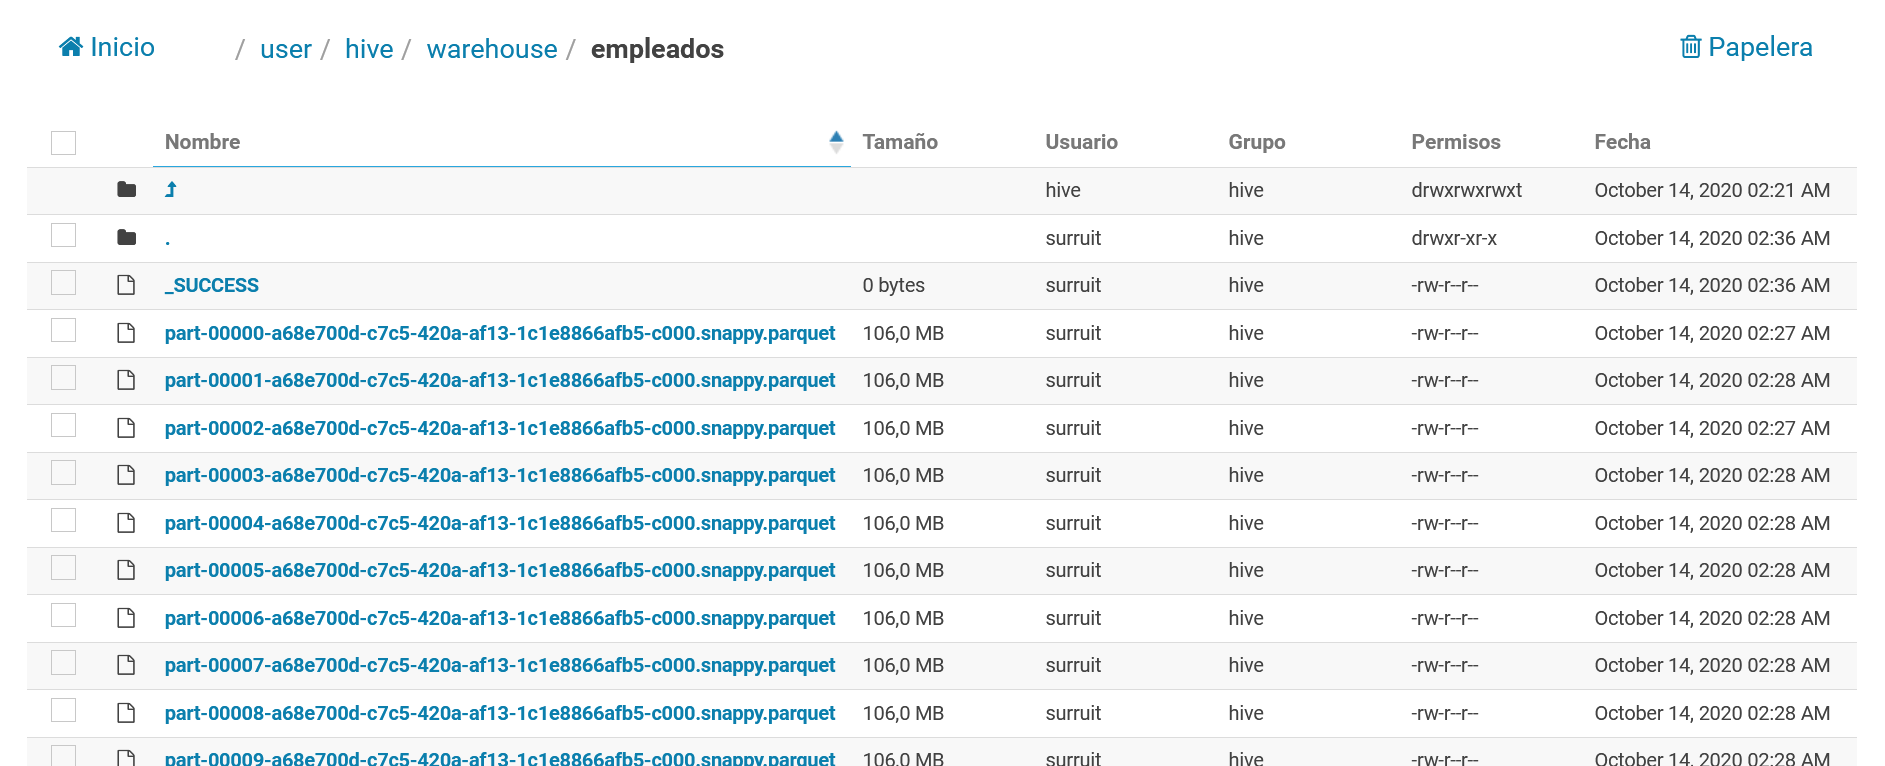 Inicio / user / hive / warehouse / empleados Papelera
Nombre Tamaño Usuario Grupo Permisos Fecha
hive hive drwxrwxrwxt October 14, 2020 02:21 AM
. surruit hive drwxr-xr-x October 14, 2020 02:36 AM
_SUCCESS 0 bytes surruit hive -rw-r--r-- October 14, 2020 02:36 AM
part-00000-a68e700d-c7c5-420a-af13-1c1e8866afb5-c000.snappy.parquet 106,0 MB surruit hive -rw-r--r-- October 14, 2020 02:27 AM
part-00001-a68e700d-c7c5-420a-af13-1c1e8866afb5-c000.snappy.parquet 106,0 MB surruit hive -rw-r--r-- October 14, 2020 02:28 AM
part-00002-a68e700d-c7c5-420a-af13-1c1e8866afb5-c000.snappy.parquet 106,0 MB surruit hive -rw-r--r-- October 14, 2020 02:27 AM
part-00003-a68e700d-c7c5-420a-af13-1c1e8866afb5-c000.snappy.parquet 106,0 MB surruit hive -rw-r--r-- October 14, 2020 02:28 AM
part-00004-a68e700d-c7c5-420a-af13-1c1e8866afb5-c000.snappy.parquet 106,0 MB surruit hive -rw-r--r-- October 14, 2020 02:28 AM
part-00005-a68e700d-c7c5-420a-af13-1c1e8866afb5-c000.snappy.parquet 106,0 MB surruit hive -rw-r--r-- October 14, 2020 02:28 AM
part-00006-a68e700d-c7c5-420a-af13-1c1e8866afb5-c000.snappy.parquet 106,0 MB surruit hive -rw-r--r-- October 14, 2020 02:28 AM
part-00007-a68e700d-c7c5-420a-af13-1c1e8866afb5-c000.snappy.parquet 106,0 MB surruit hive -rw-r--r-- October 14, 2020 02:28 AM
part-00008-a68e700d-c7c5-420a-af13-1c1e8866afb5-c000.snappy.parquet 106,0 MB surruit hive -rw-r--r-- October 14, 2020 02:28 AM
part-00009-a68e700d-c7c5-420a-af13-1c1e8866afb5-c000.snappy.parquet 106,0 MB surruit hive -rw-r--r-- October 14, 2020 02:28 AM